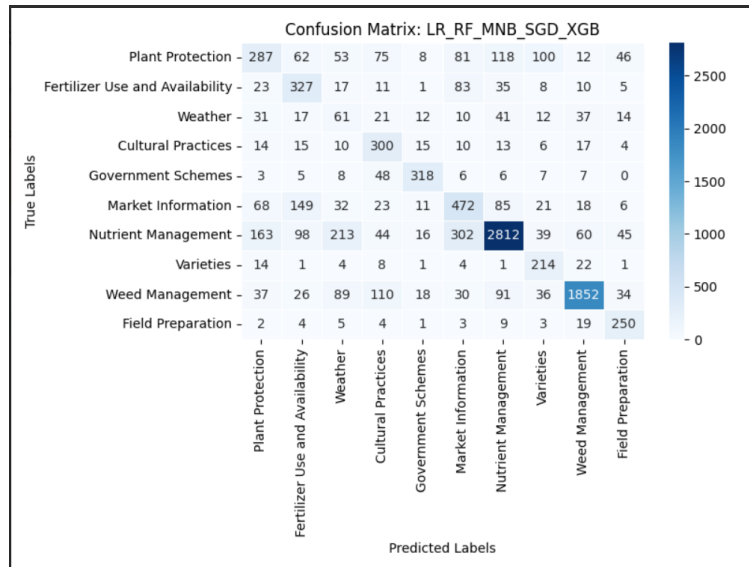 Confusion Matrix: LR_RF_MNB_SGD_XGB
True Labels
Plant Protection 287 62 53 75 8 81 118 100 12 46
Fertilizer Use and Availability 23 327 17 11 1 83 35 8 10 5
Weather 31 17 61 21 12 10 41 12 37 14
Cultural Practices 14 15 10 300 15 10 13 6 17 4
Government Schemes 3 5 8 48 318 6 6 7 7 0
Market Information 68 149 32 23 11 472 85 21 18 6
Nutrient Management 163 98 213 44 16 302 2812 39 60 45
Varieties 14 1 4 8 1 4 1 214 22 1
Weed Management 37 26 89 110 18 30 91 36 1852 34
Field Preparation 2 4 5 4 1 3 9 3 19 250
Plant Protection
Fertilizer Use and Availability
Weather
Cultural Practices
Government Schemes
Market Information
Nutrient Management
Varieties
Weed Management
Field Preparation
Predicted Labels
2500
2000
1500
1000
500
0